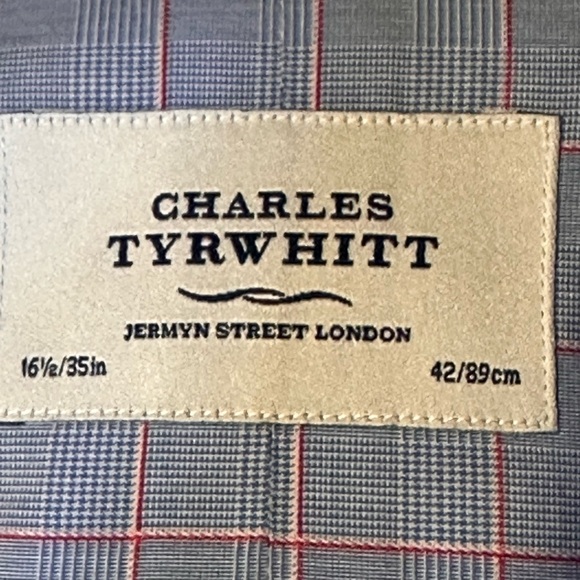 CHARLES
TYRWHITT
JERMYN STREET LONDON
16½/35in 42/89cm